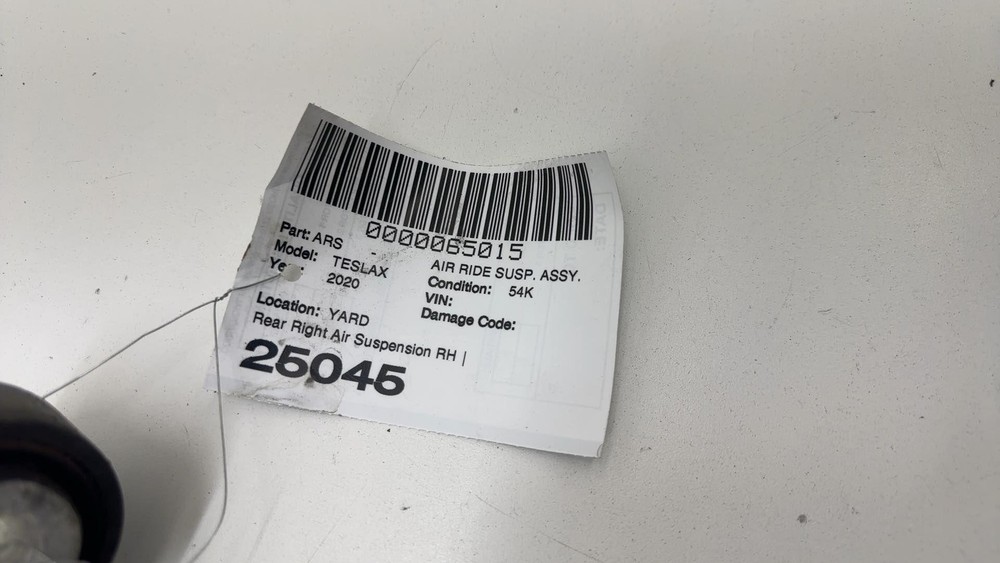 0000065015
Part: ARS -
AIR RIDE SUSP. ASSY.
Model: TESLAX
Condition: 54K
2020
VIN:
Damage Code:
Location: YARD
Rear Right Air Suspension RH |
25045